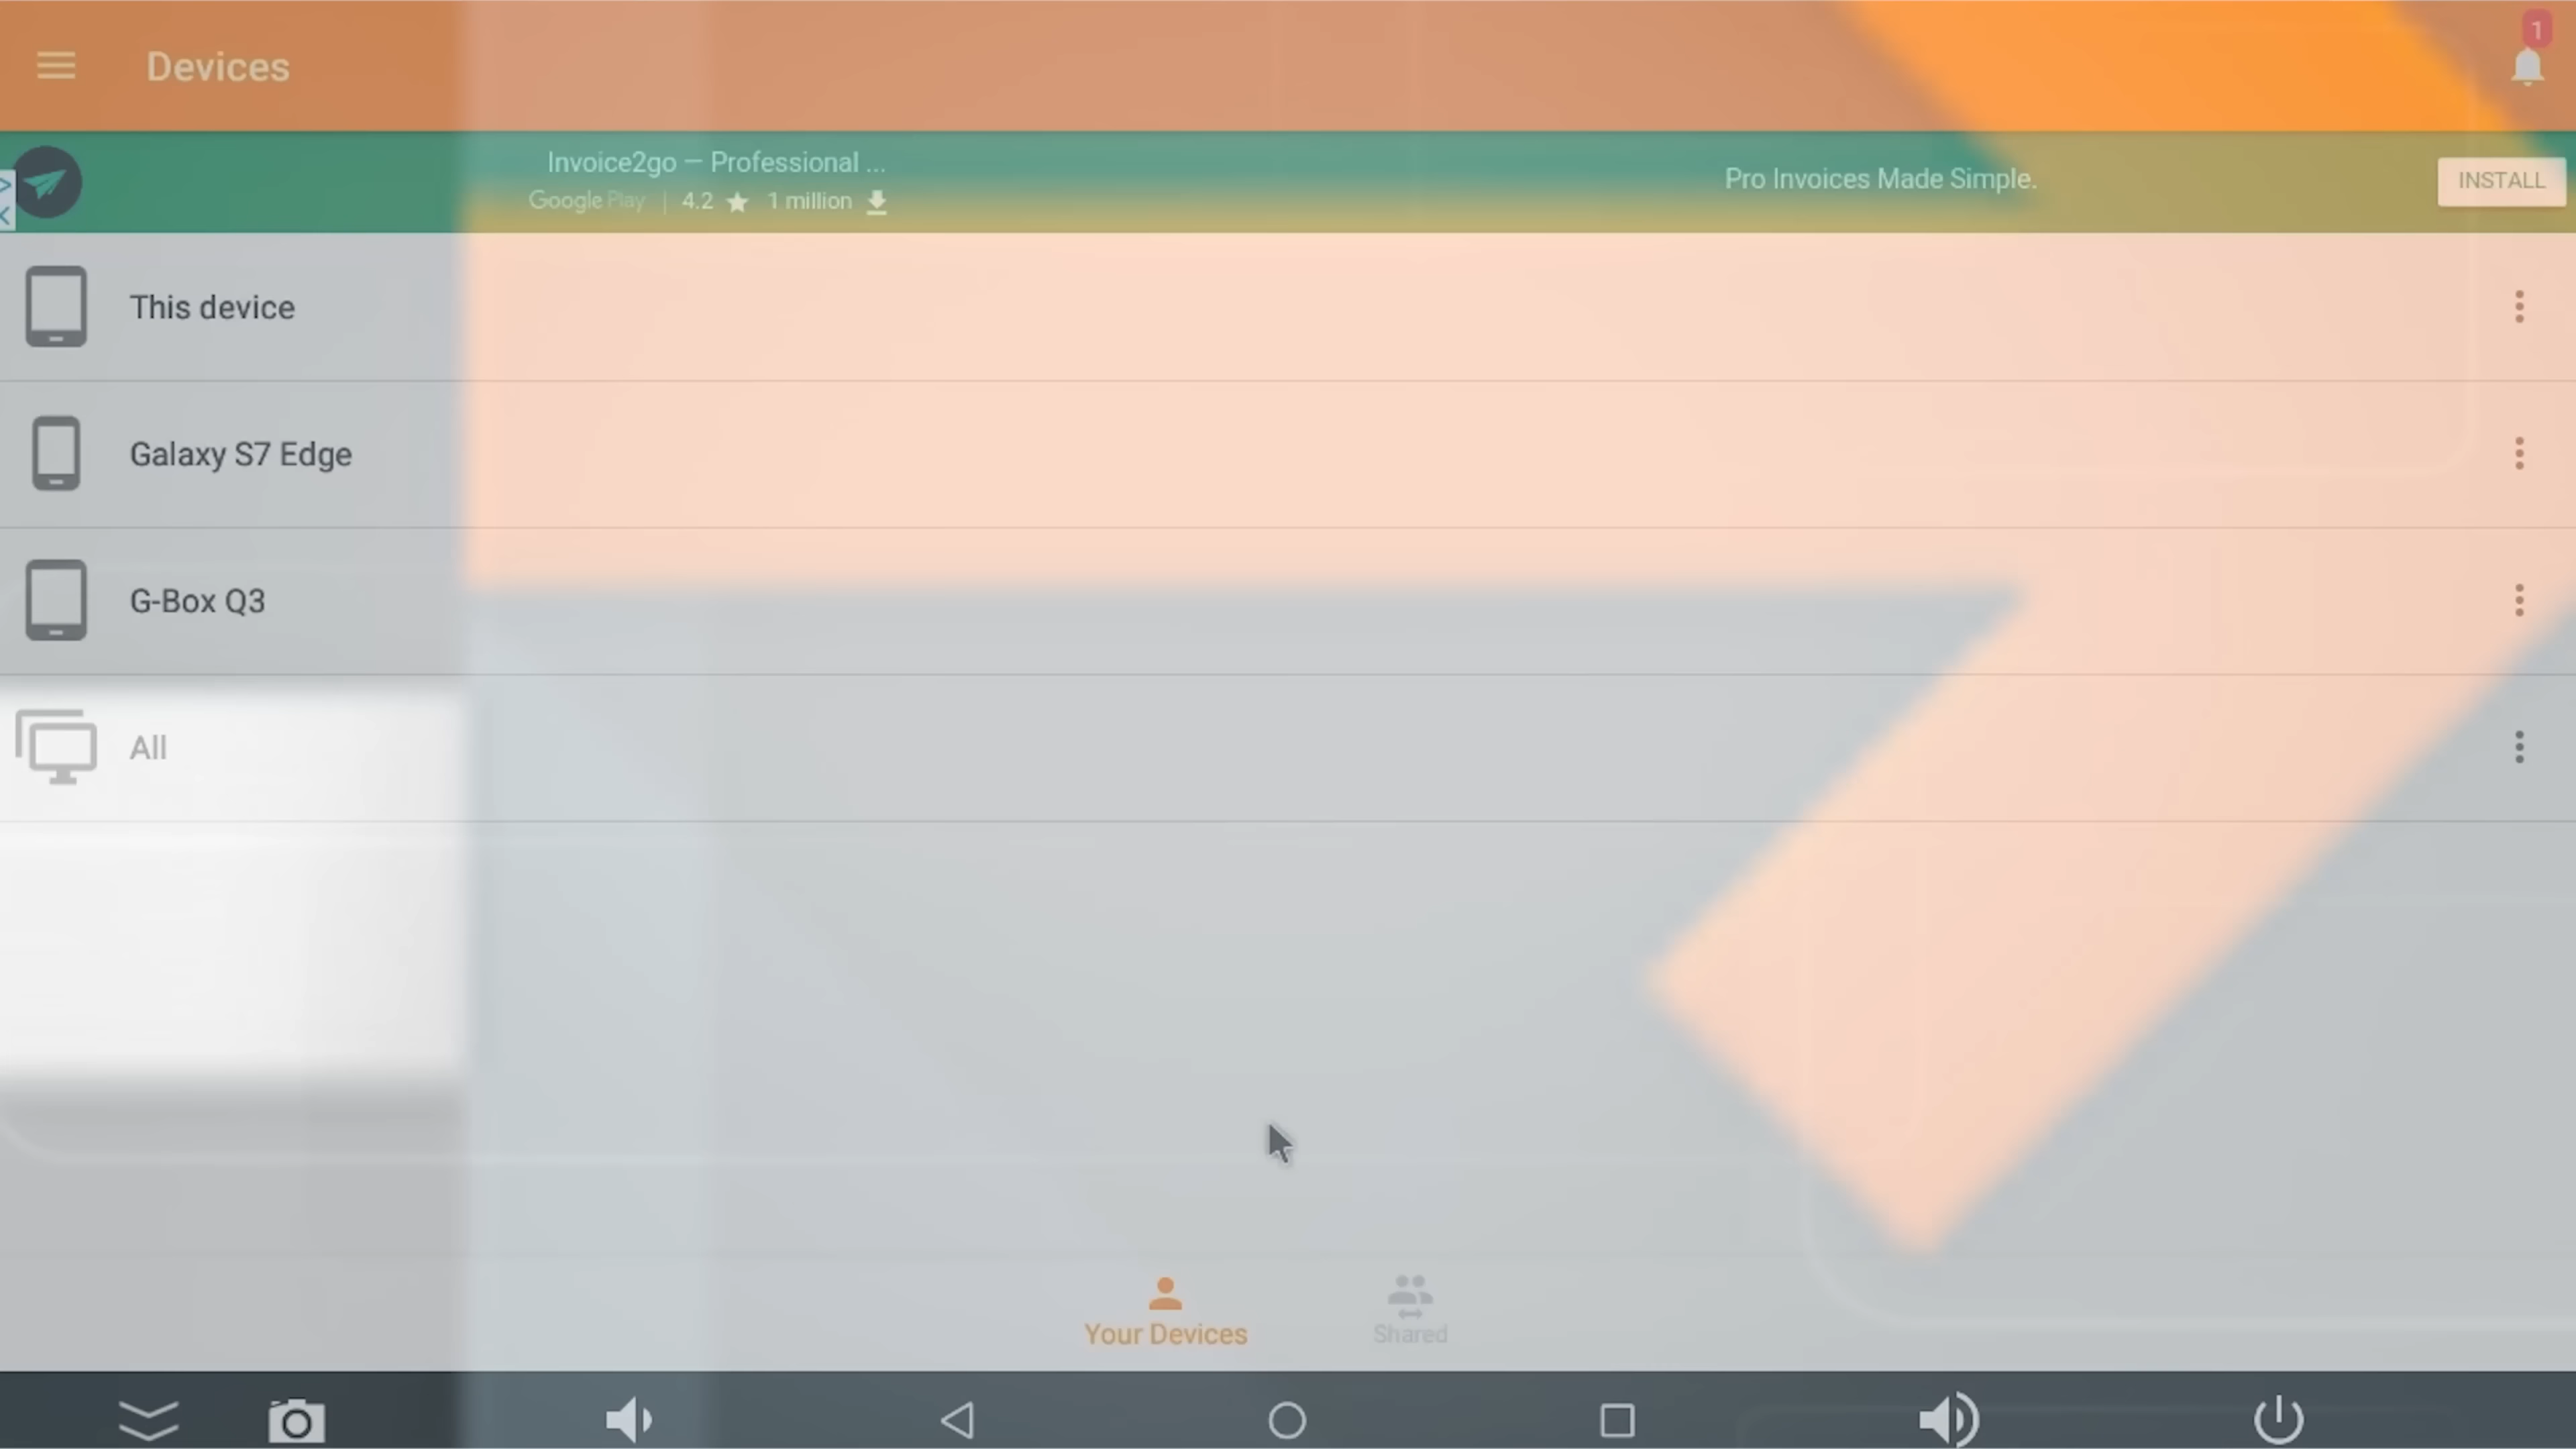 1
Devices
Invoice2go — Professional ...
Google Play | 4.2 ★ 1 million
Pro Invoices Made Simple.
INSTALL
This device
Galaxy S7 Edge
G-Box Q3
All
Your Devices
Shared